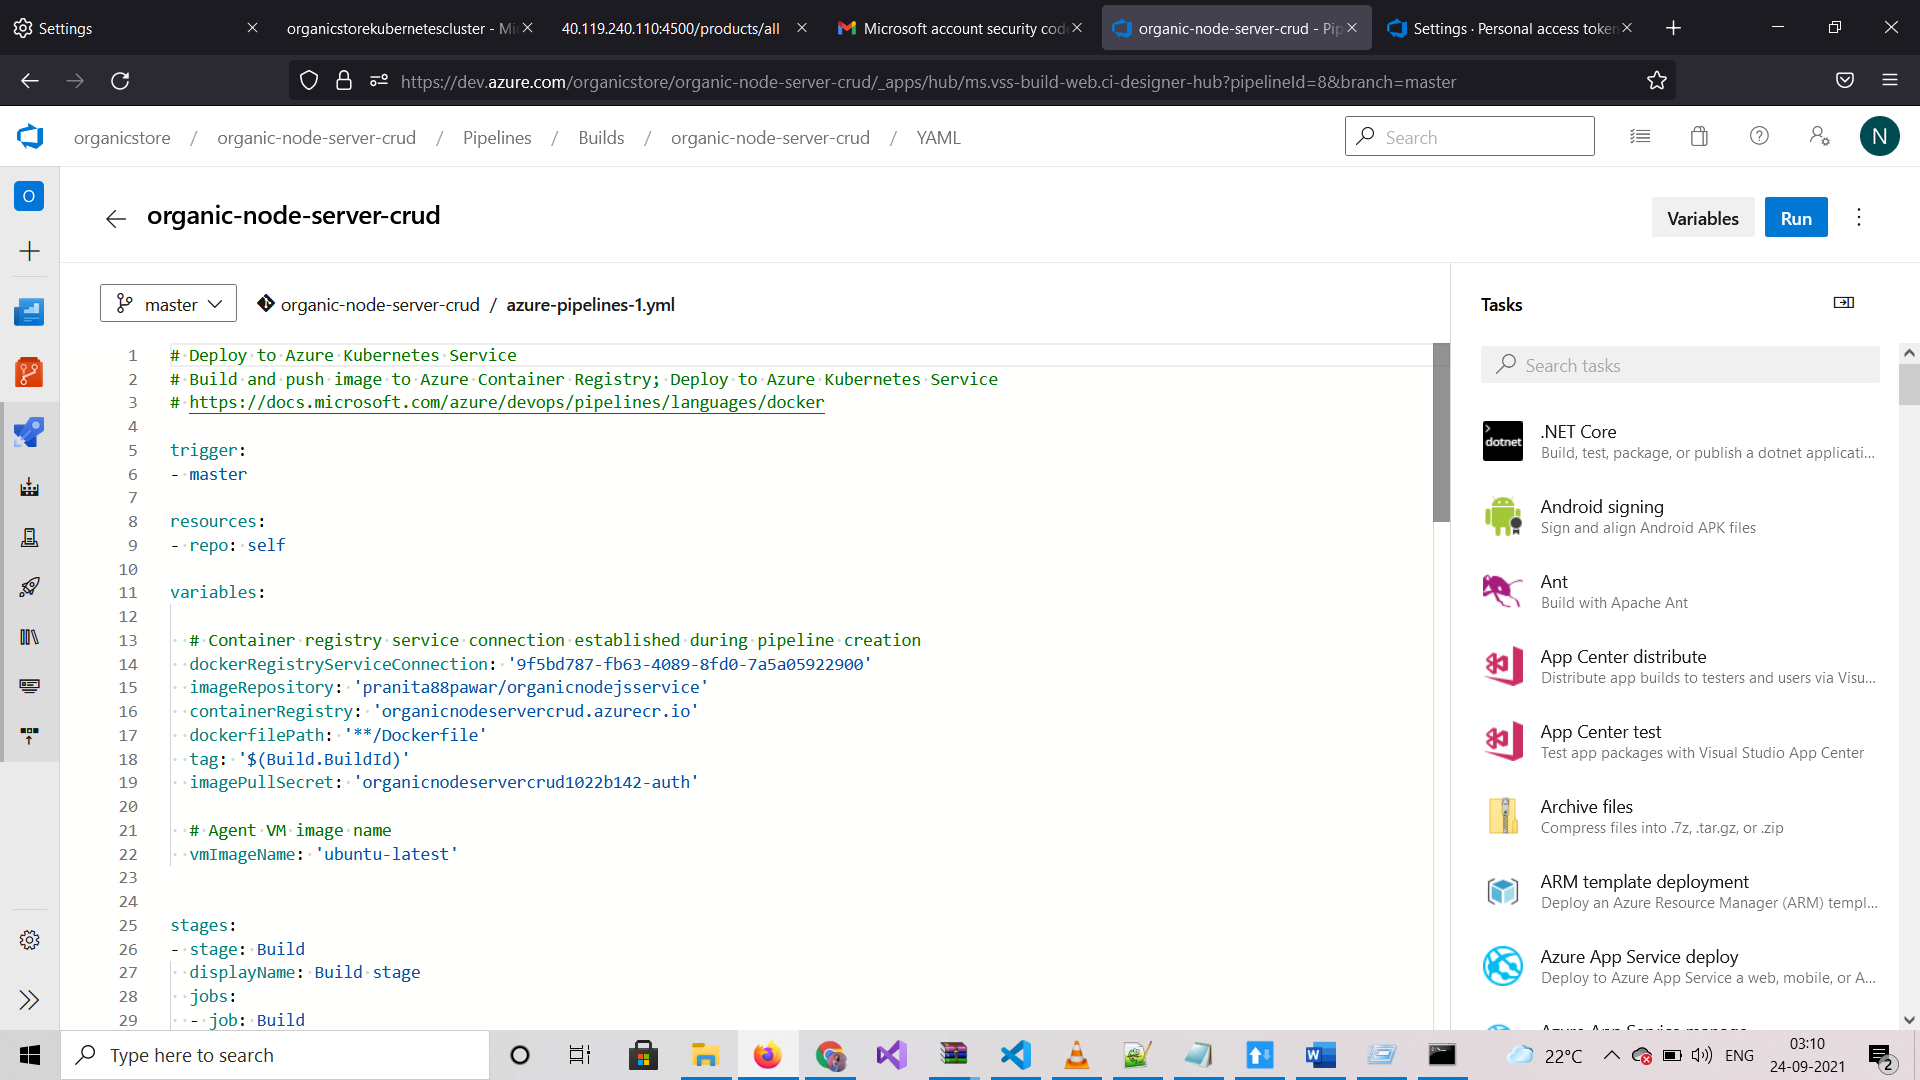 Settings
organicstorekubernetescluster - Mi
40.119.240.110:4500/products/all
Microsoft account security cod
organic-node-server-crud - Pip
Settings · Personal access token
https://dev.azure.com/organicstore/organic-node-server-crud/_apps/hub/ms.vss-build-web.ci-designer-hub?pipelineId=8&branch=master
organicstore / organic-node-server-crud / Pipelines / Builds / organic-node-server-crud / YAML
Search
N
O
organic-node-server-crud
Variables
Run
master
organic-node-server-crud / azure-pipelines-1.yml
1 # Deploy to Azure Kubernetes Service
2 # Build and push image to Azure Container Registry; Deploy to Azure Kubernetes Service
3 # https://docs.microsoft.com/azure/devops/pipelines/languages/docker
4
5 trigger:
6 - master
7
8 resources:
9 - repo: self
10
11 variables:
12
13 # Container registry service connection established during pipeline creation
14 dockerRegistryServiceConnection: '9f5bd787-fb63-4089-8fd0-7a5a05922900'
15 imageRepository: 'pranita88pawar/organicnodejsservice'
16 containerRegistry: 'organicnodeservercrud.azurecr.io'
17 dockerfilePath: '**/Dockerfile'
18 tag: '$(Build.BuildId)'
19 imagePullSecret: 'organicnodeservercrud1022b142-auth'
20
21 # Agent VM image name
22 vmImageName: 'ubuntu-latest'
23
24
25 stages:
26 - stage: Build
27 displayName: Build stage
28 jobs:
29 - job: Build
Tasks
Search tasks
dotnet
.NET Core
Build, test, package, or publish a dotnet applicati...
Android signing
Sign and align Android APK files
Ant
Build with Apache Ant
App Center distribute
Distribute app builds to testers and users via Visu...
App Center test
Test app packages with Visual Studio App Center
Archive files
Compress files into .7z, .tar.gz, or .zip
ARM template deployment
Deploy an Azure Resource Manager (ARM) templ...
Azure App Service deploy
Deploy to Azure App Service a web, mobile, or A...
Type here to search
22°C
ENG
03:10
24-09-2021
2